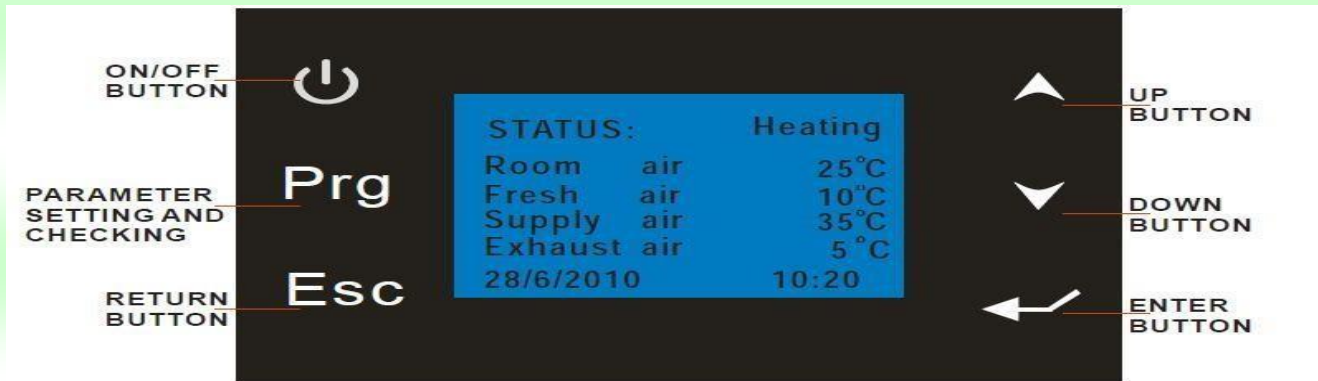 ON/OFF
BUTTON
PARAMETER
SETTING AND
CHECKING
RETURN
BUTTON
Prg
Esc
STATUS: Heating
Room air 25°C
Fresh air 10°C
Supply air 35°C
Exhaust air 5°C
28/6/2010 10:20
UP
BUTTON
DOWN
BUTTON
ENTER
BUTTON